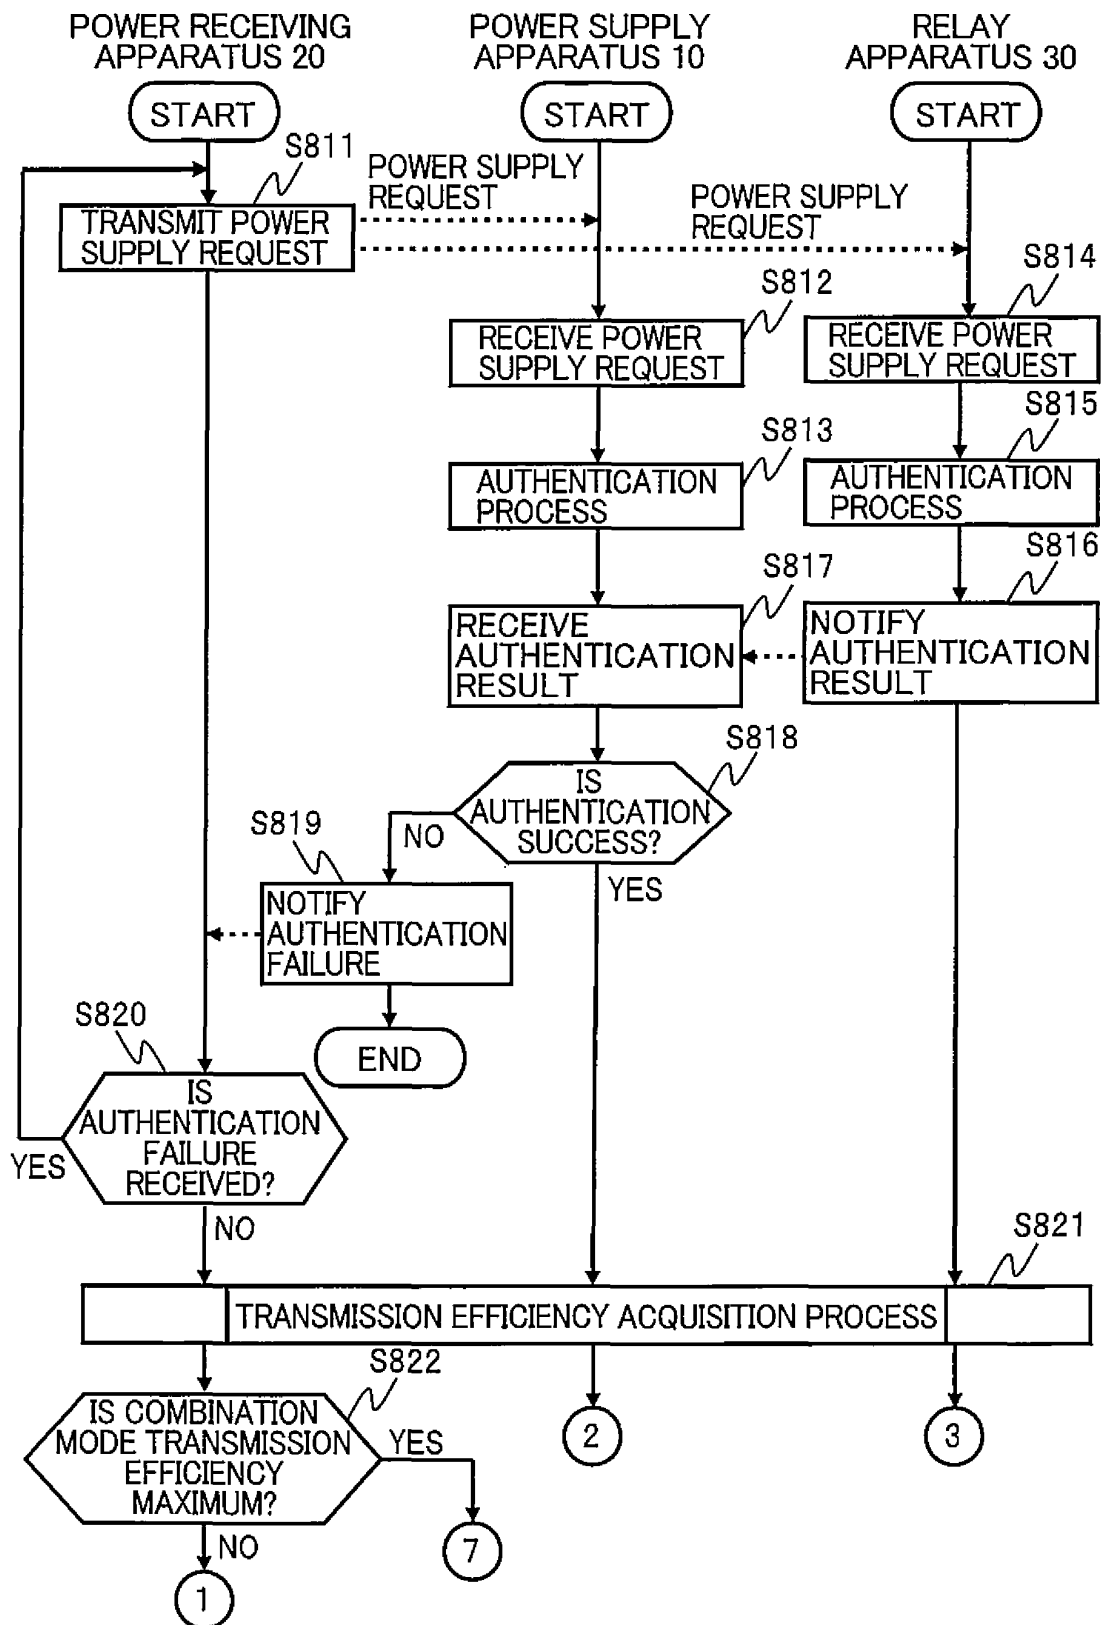 POWER RECEIVING
APPARATUS 20
POWER SUPPLY
APPARATUS 10
RELAY
APPARATUS 30
START
START
START
S811
POWER SUPPLY
REQUEST
POWER SUPPLY
REQUEST
TRANSMIT POWER
SUPPLY REQUEST
S812
S814
RECEIVE POWER
SUPPLY REQUEST
RECEIVE POWER
SUPPLY REQUEST
S813
S815
AUTHENTICATION
PROCESS
AUTHENTICATION
PROCESS
S817
S816
RECEIVE
AUTHENTICATION
RESULT
NOTIFY
AUTHENTICATION
RESULT
S818
IS
AUTHENTICATION
SUCCESS?
NO
YES
S819
NOTIFY
AUTHENTICATION
FAILURE
END
S820
IS
AUTHENTICATION
FAILURE
RECEIVED?
YES
NO
S821
TRANSMISSION EFFICIENCY ACQUISITION PROCESS
S822
IS COMBINATION
MODE TRANSMISSION
EFFICIENCY
MAXIMUM?
YES
NO
2
3
7
1